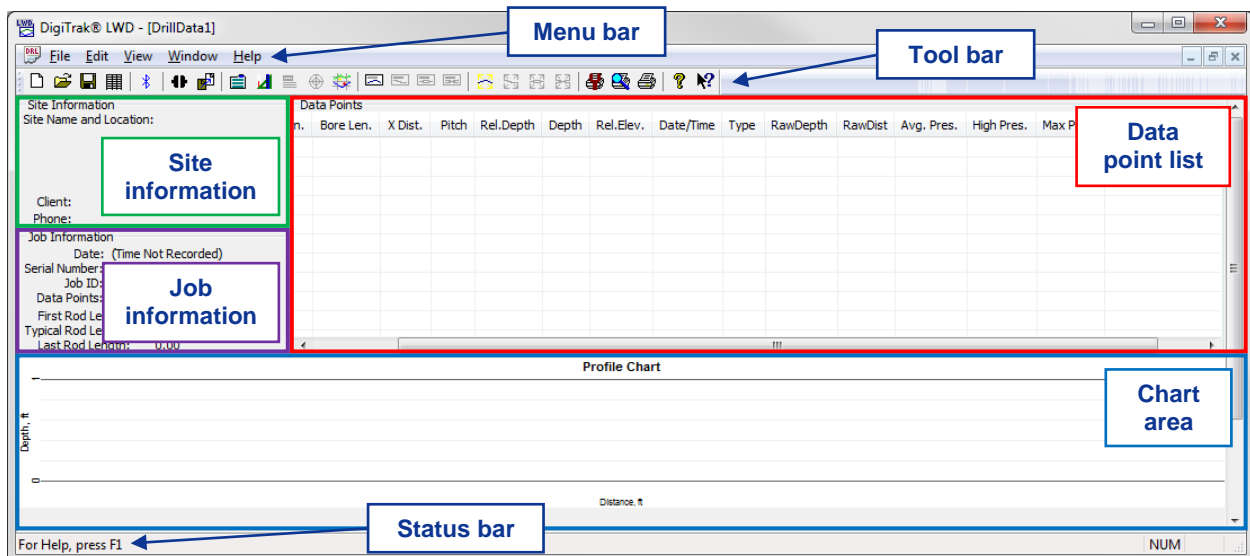 LWD
DigiTrak® LWD - [DrillData1]
Menu bar
DRL File Edit View Window Help
Tool bar
Site Information
Site Name and Location:
Site information
Client:
Phone:
Data Points
n. Bore Len. X Dist. Pitch Rel.Depth Depth Rel.Elev. Date/Time Type RawDepth RawDist Avg. Pres. High Pres. Max P
Data point list
Job Information
Date: (Time Not Recorded)
Serial Number:
Job ID:
Data Points:
First Rod Le
Typical Rod Le
Last Rod Length: 0.00
Job information
Profile Chart
1
Depth, ft
0
Distance, ft
Chart area
Status bar
For Help, press F1
NUM